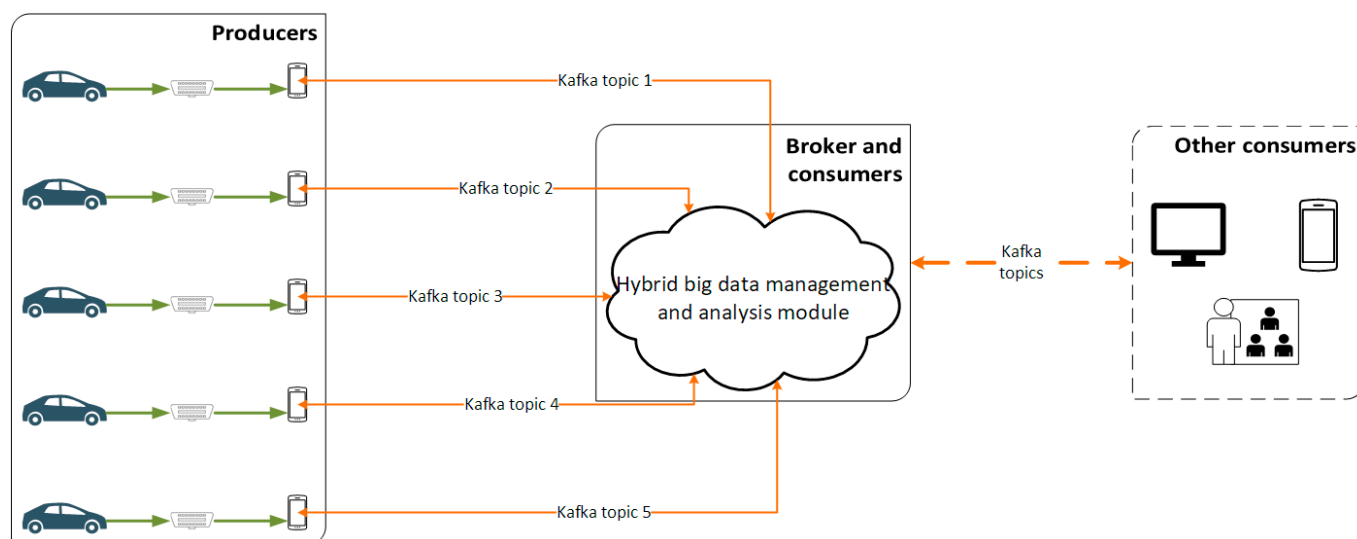 Producers
Kafka topic 1
Broker and
consumers
Other consumers
Kafka topic 2
Kafka
topics
Hybrid big data management
and analysis module
Kafka topic 3
Kafka topic 4
Kafka topic 5